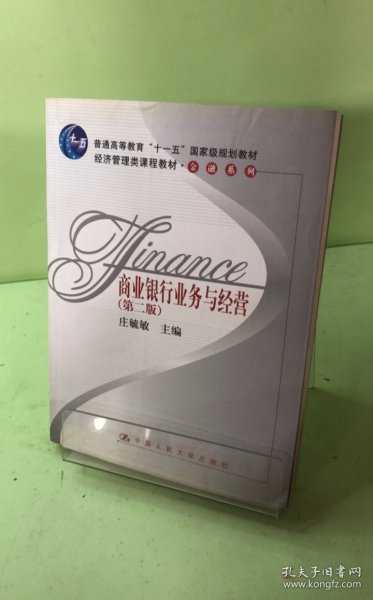 十一五
普通高等教育“十一五”国家级规划教材
经济管理类课程教材·金融系列
Finance
商业银行业务与经营
(第二版)
庄毓敏 主编
中国人民大学出版社
孔夫子旧书网
www.kongfz.com